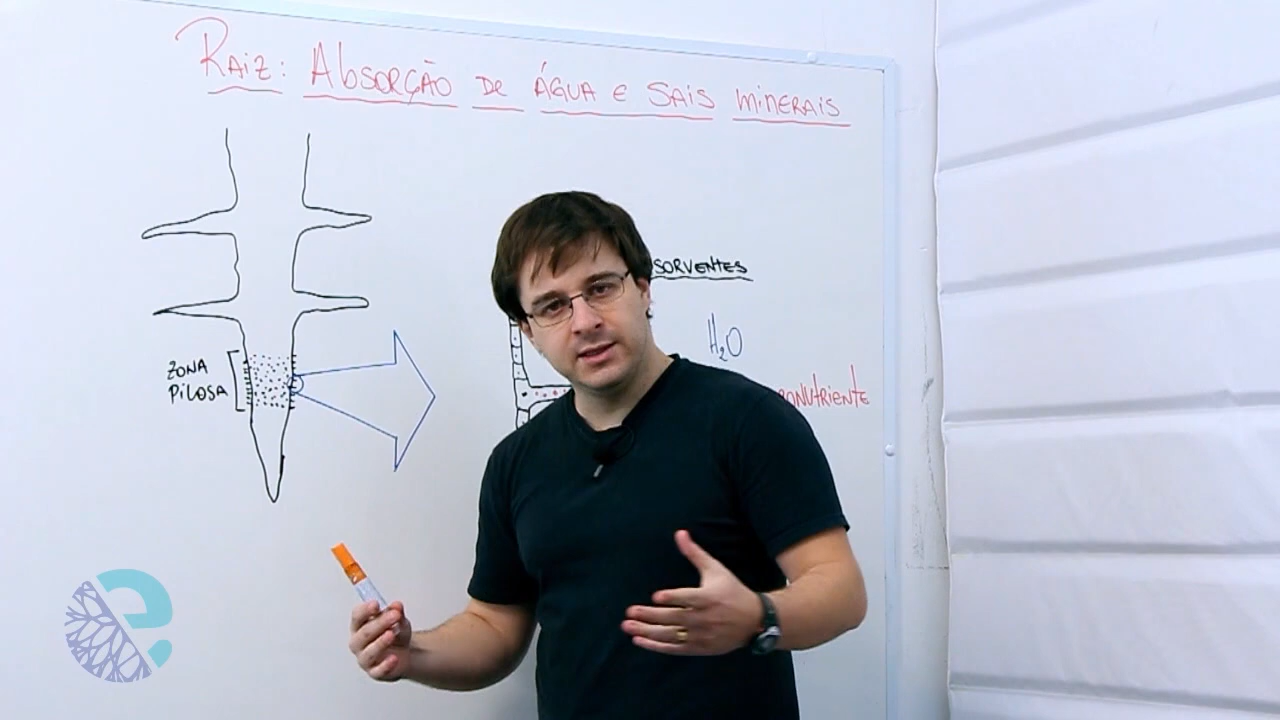 Raiz: Absorção de água e sais minerais
SORVENTES
H₂O
ZONA
PILOSA
ONUTRIENTE